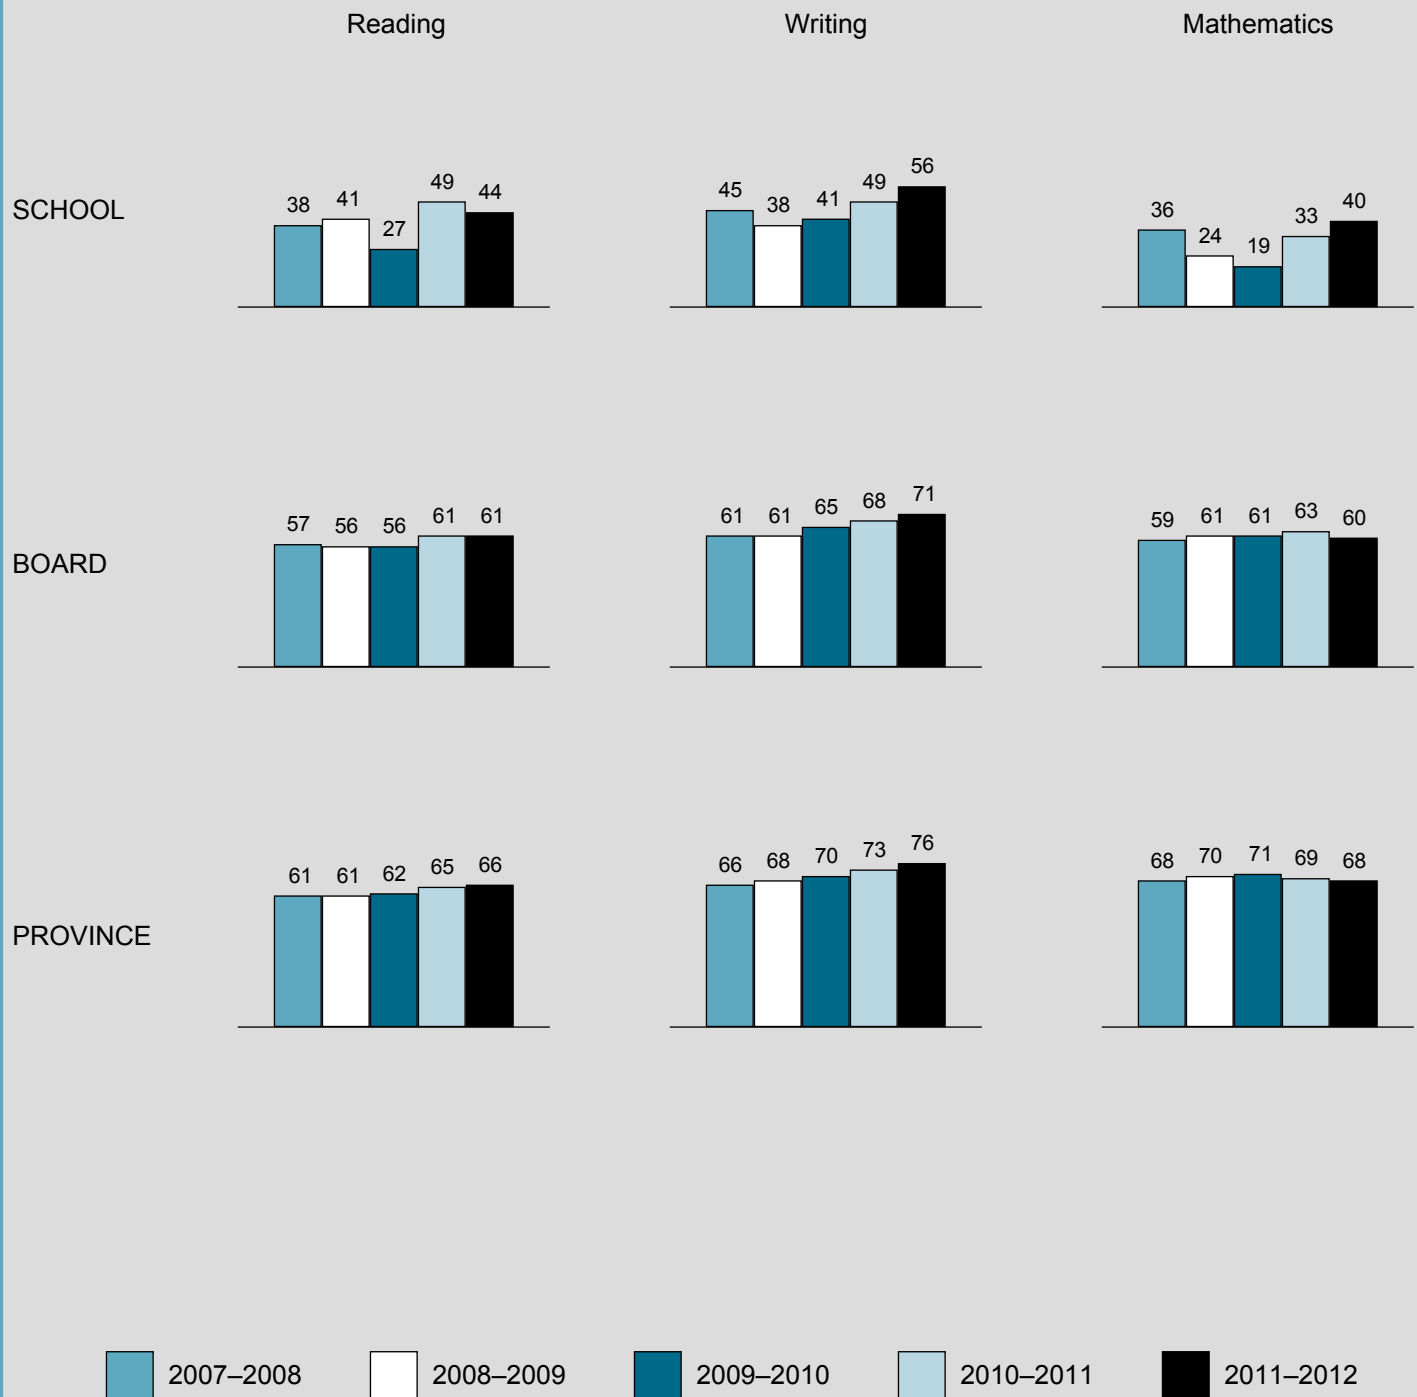 Reading Writing Mathematics
SCHOOL
38 41 27 49 44
45 38 41 49 56
36 24 19 33 40
BOARD
57 56 56 61 61
61 61 65 68 71
59 61 61 63 60
PROVINCE
61 61 62 65 66
66 68 70 73 76
68 70 71 69 68
2007–2008 2008–2009 2009–2010 2010–2011 2011–2012